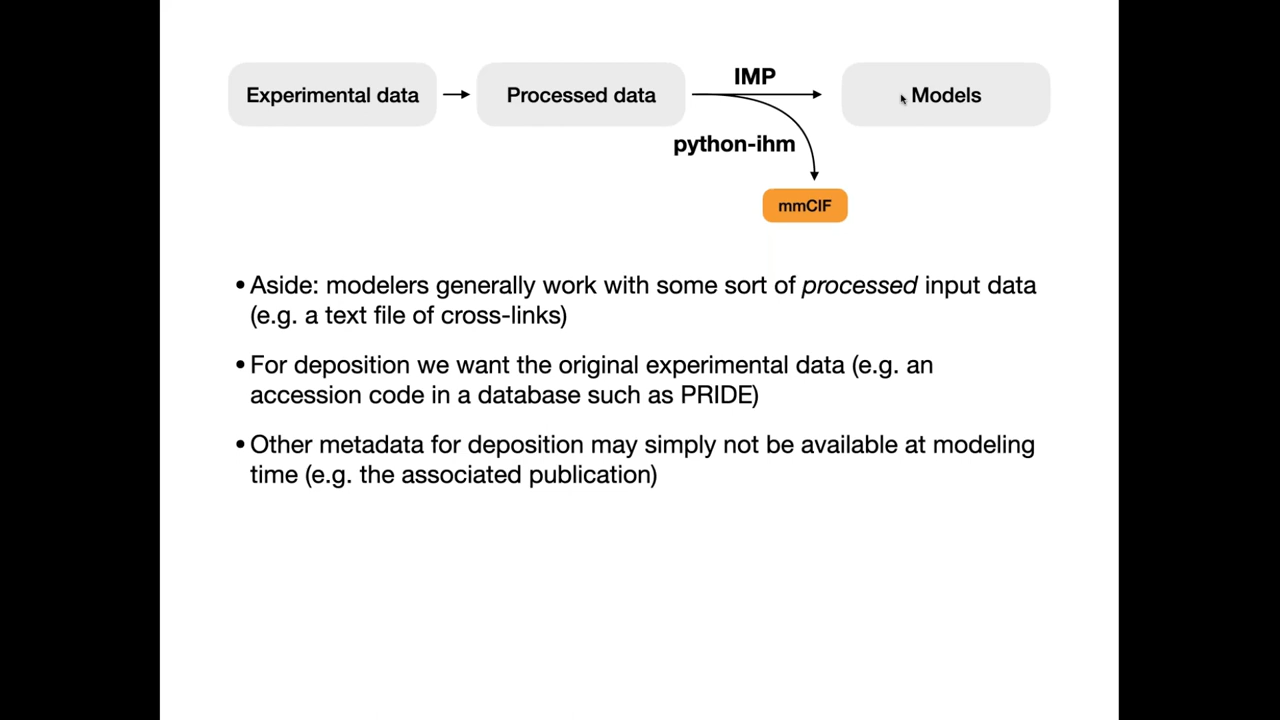 Experimental data
Processed data
IMP
Models
python-ihm
mmCIF
• Aside: modelers generally work with some sort of processed input data
(e.g. a text file of cross-links)
• For deposition we want the original experimental data (e.g. an
accession code in a database such as PRIDE)
• Other metadata for deposition may simply not be available at modeling
time (e.g. the associated publication)